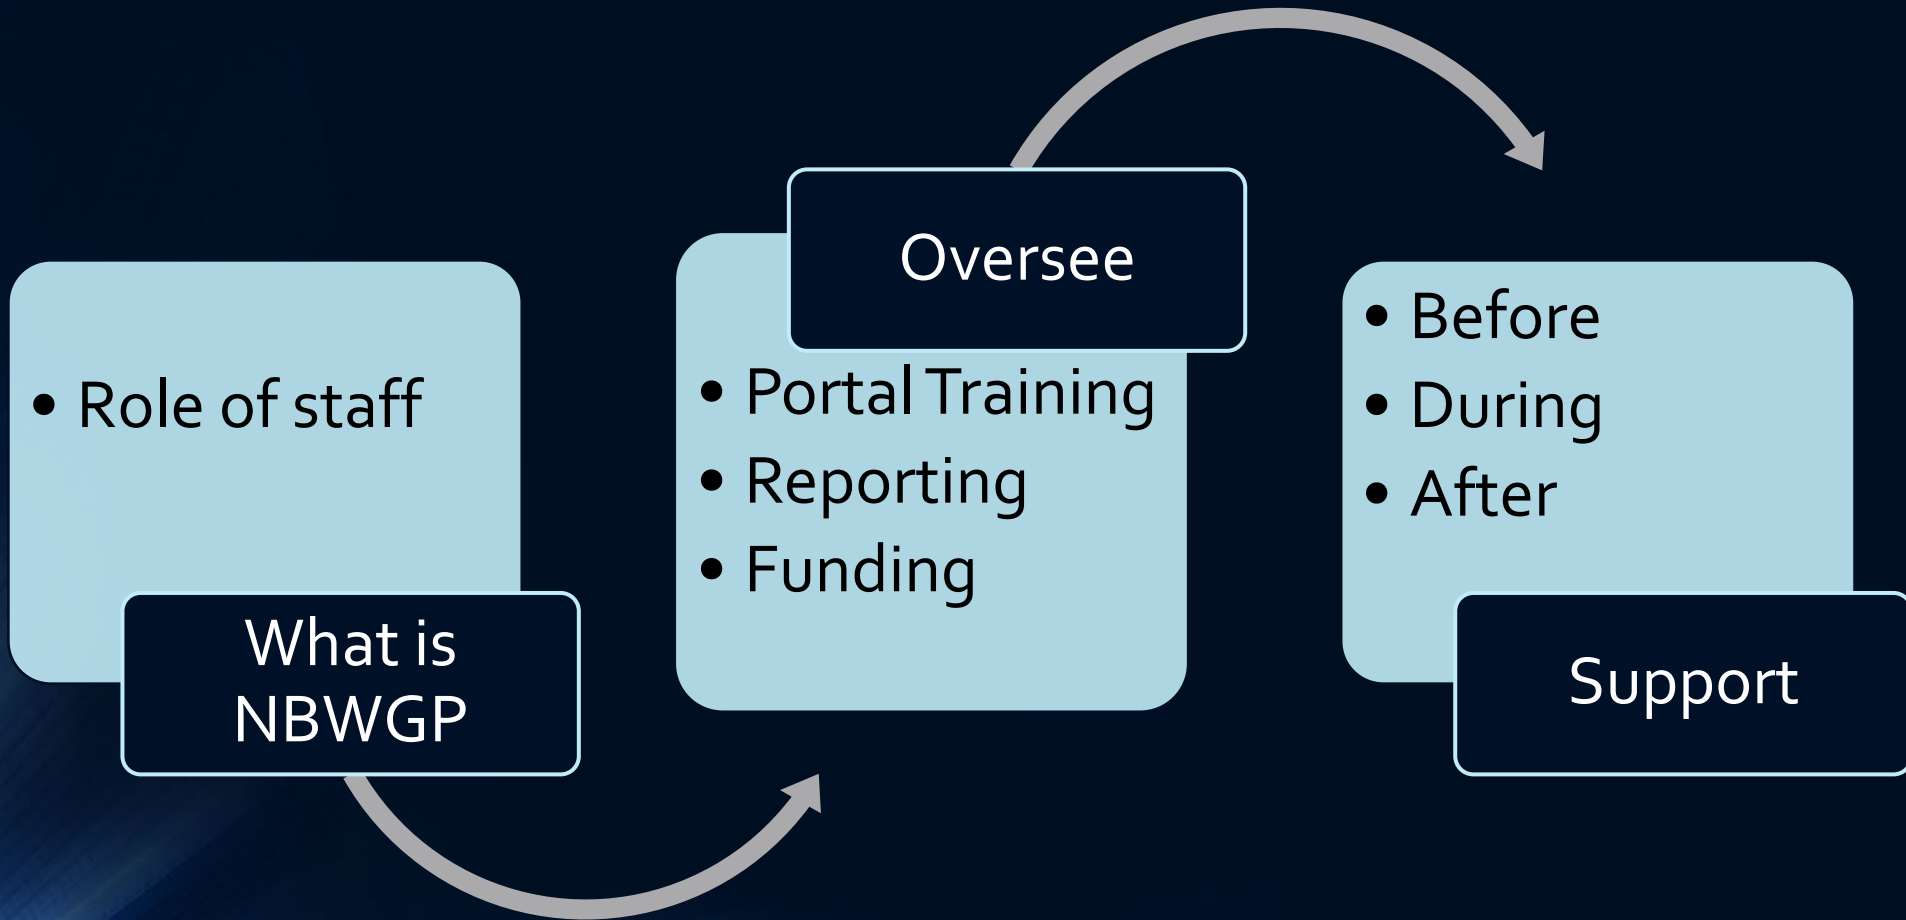 • Role of staff
What is
NBWGP
Oversee
• Portal Training
• Reporting
• Funding
• Before
• During
• After
Support